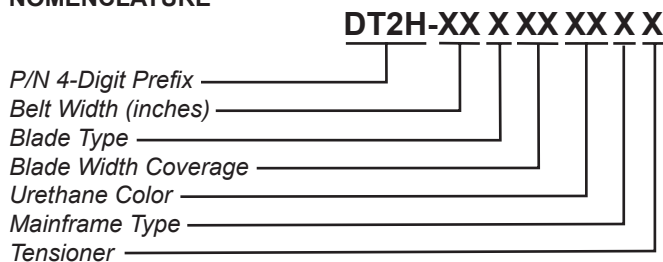 NOMENCLATURE
DT2H-XX X XX XX X X
P/N 4-Digit Prefix
Belt Width (inches)
Blade Type
Blade Width Coverage
Urethane Color
Mainframe Type
Tensioner